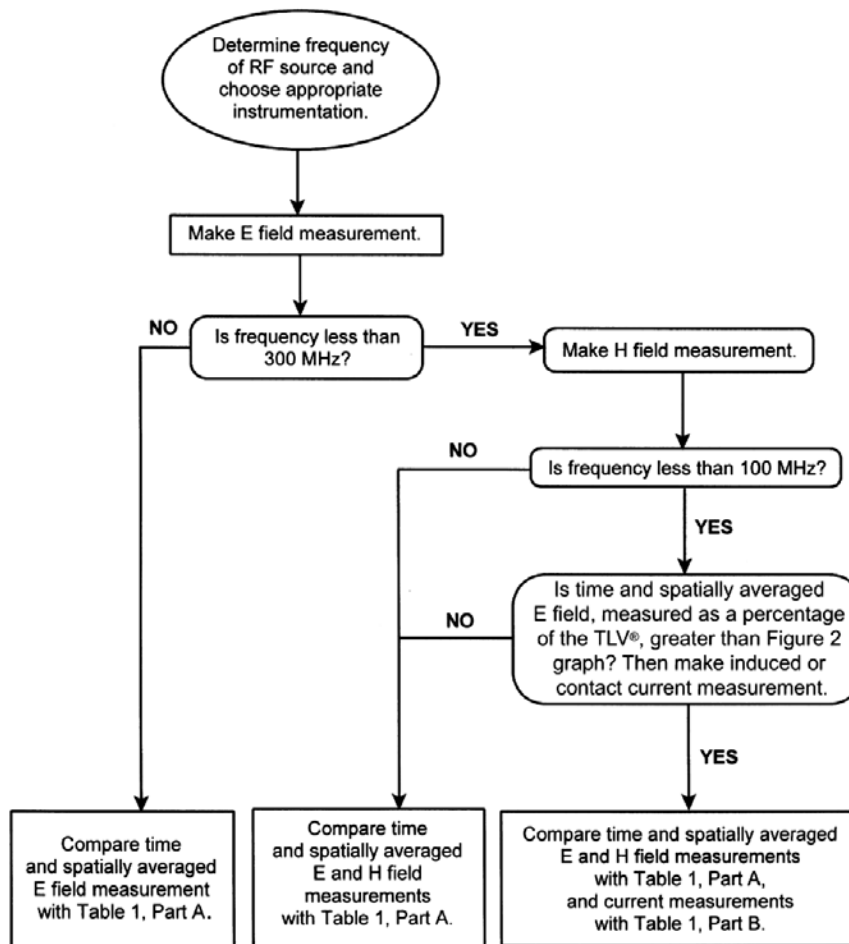 Determine frequency
of RF source and
choose appropriate
instrumentation.
Make E field measurement.
NO
Is frequency less than
300 MHz?
YES
Make H field measurement.
NO
Is frequency less than 100 MHz?
YES
NO
Is time and spatially averaged
E field, measured as a percentage
of the TLV®, greater than Figure 2
graph? Then make induced or
contact current measurement.
YES
Compare time
and spatially averaged
E field measurement
with Table 1, Part A.
Compare time
and spatially averaged
E and H field
measurements
with Table 1, Part A.
Compare time and spatially averaged
E and H field measurements
with Table 1, Part A,
and current measurements
with Table 1, Part B.